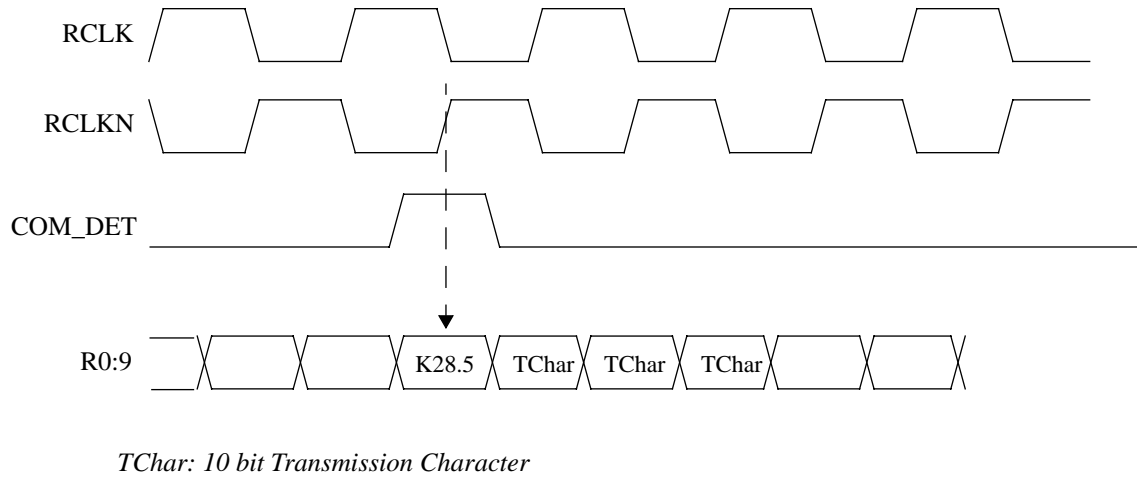 RCLK
RCLKN
COM_DET
R0:9
K28.5 TChar TChar TChar
TChar: 10 bit Transmission Character